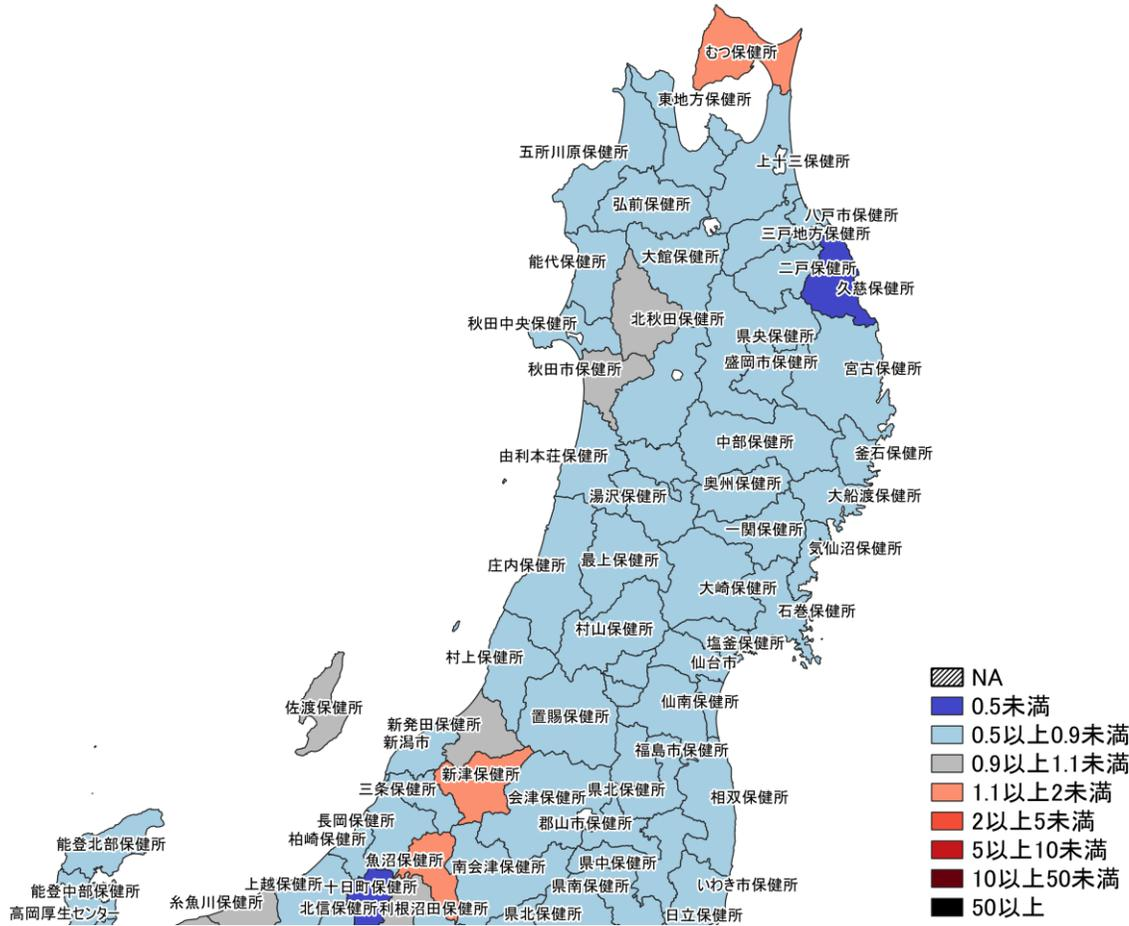 むつ保健所
東地方保健所
五所川原保健所
上十三保健所
弘前保健所
八戸市保健所
三戸地方保健所
大館保健所
能代保健所
二戸保健所
久慈保健所
北秋田保健所
秋田中央保健所
県央保健所
盛岡市保健所
秋田市保健所
宮古保健所
中部保健所
釜石保健所
由利本荘保健所
奥州保健所
湯沢保健所
大船渡保健所
一関保健所
気仙沼保健所
最上保健所
庄内保健所
大崎保健所
石巻保健所
村山保健所
塩釜保健所
村上保健所
仙台市
仙南保健所
佐渡保健所
置賜保健所
新発田保健所
新潟市
福島市保健所
新津保健所
三条保健所
会津保健所
県北保健所
相双保健所
長岡保健所
郡山市保健所
柏崎保健所
能登北部保健所
魚沼保健所
南会津保健所
県中保健所
上越保健所
十日町保健所
県南保健所
いわき市保健所
能登中部保健所
糸魚川保健所
北信保健所
利根沼田保健所
県北保健所
日立保健所
高岡厚生センター
NA
0.5未満
0.5以上0.9未満
0.9以上1.1未満
1.1以上2未満
2以上5未満
5以上10未満
10以上50未満
50以上